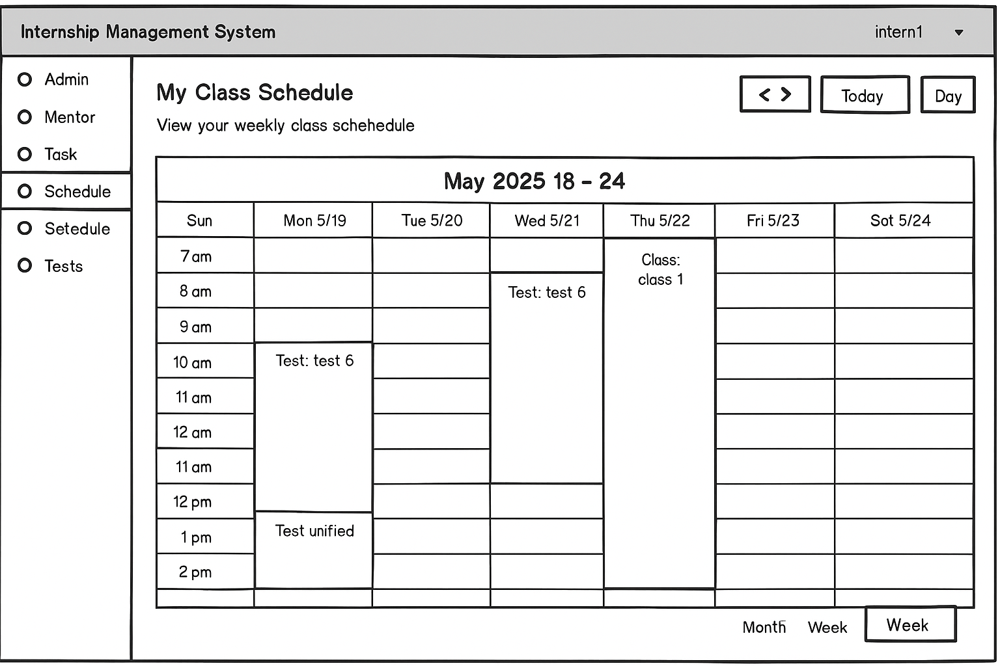 Internship Management System
intern1
Admin
Mentor
Task
Schedule
Setedule
Tests
My Class Schedule
View your weekly class schehedule
< >
Today
Day
May 2025 18 – 24
Sun
Mon 5/19
Tue 5/20
Wed 5/21
Thu 5/22
Fri 5/23
Sat 5/24
7 am
8 am
9 am
10 am
11 am
12 am
11 am
12 pm
1 pm
2 pm
Test: test 6
Test unified
Test: test 6
Class:
class 1
Month
Week
Week